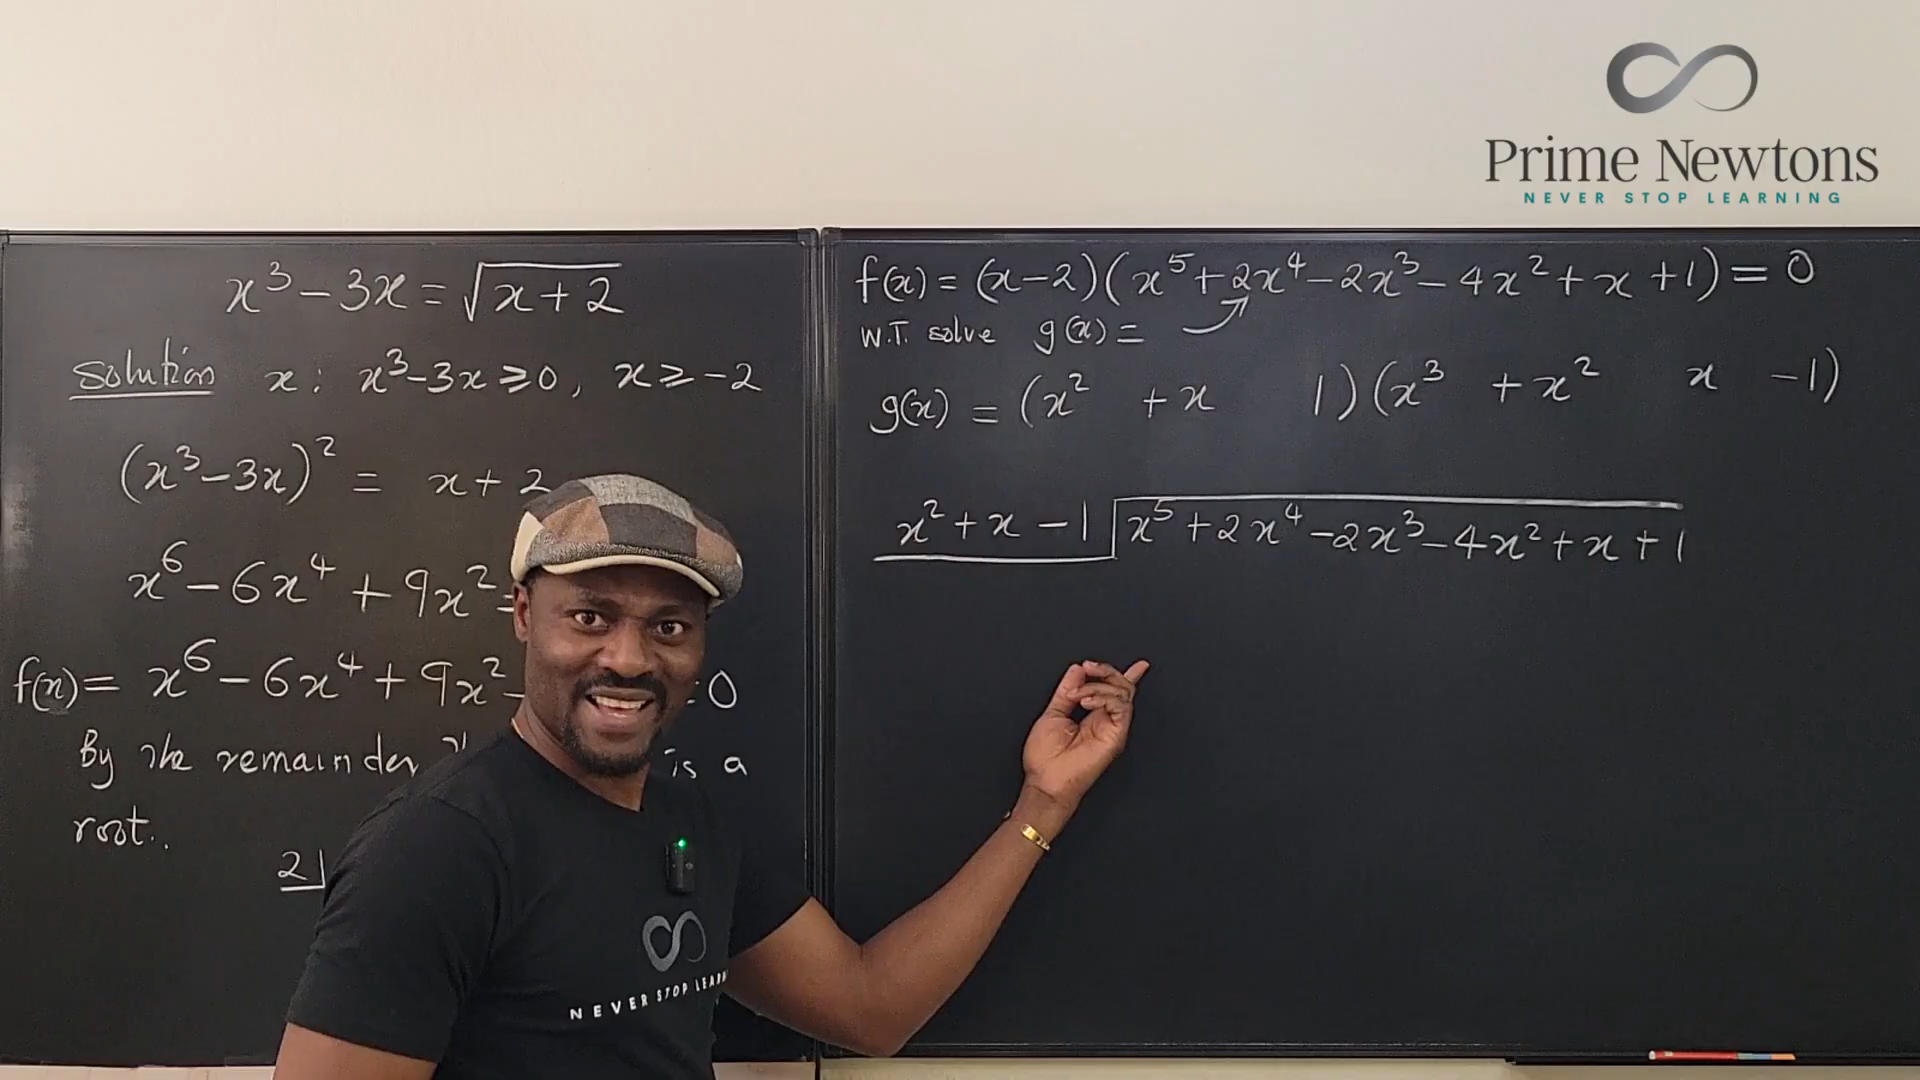 Prime Newtons
NEVER STOP LEARNING
x³ - 3x = √(x + 2)
solution x : x³ - 3x ≥ 0 , x ≥ -2
(x³ - 3x)² = x + 2
x⁶ - 6x⁴ + 9x² =
f(x) = x⁶ - 6x⁴ + 9x² - = 0
By the remainder is a
root..
2
f(x) = (x - 2)(x⁵ + 2x⁴ - 2x³ - 4x² + x + 1) = 0
W.T. solve g(x) =
g(x) = (x² + x 1)(x³ + x² x -1)
x² + x - 1 x⁵ + 2x⁴ - 2x³ - 4x² + x + 1
NEVER STOP LEARN